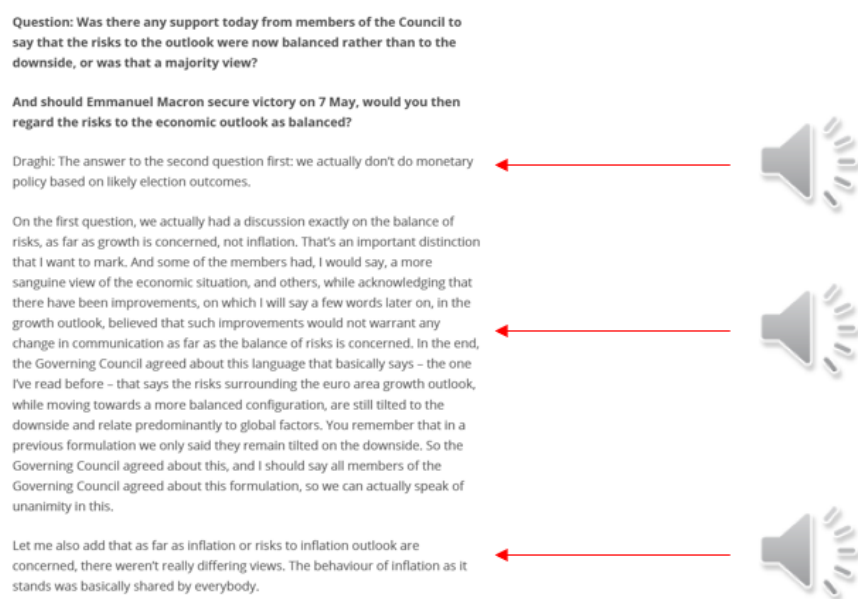 Question: Was there any support today from members of the Council to
say that the risks to the outlook were now balanced rather than to the
downside, or was that a majority view?
And should Emmanuel Macron secure victory on 7 May, would you then
regard the risks to the economic outlook as balanced?
Draghi: The answer to the second question first: we actually don't do monetary
policy based on likely election outcomes.
On the first question, we actually had a discussion exactly on the balance of
risks, as far as growth is concerned, not inflation. That's an important distinction
that I want to mark. And some of the members had, I would say, a more
sanguine view of the economic situation, and others, while acknowledging that
there have been improvements, on which I will say a few words later on, in the
growth outlook, believed that such improvements would not warrant any
change in communication as far as the balance of risks is concerned. In the end,
the Governing Council agreed about this language that basically says – the one
I've read before – that says the risks surrounding the euro area growth outlook,
while moving towards a more balanced configuration, are still tilted to the
downside and relate predominantly to global factors. You remember that in a
previous formulation we only said they remain tilted on the downside. So the
Governing Council agreed about this, and I should say all members of the
Governing Council agreed about this formulation, so we can actually speak of
unanimity in this.
Let me also add that as far as inflation or risks to inflation outlook are
concerned, there weren't really differing views. The behaviour of inflation as it
stands was basically shared by everybody.